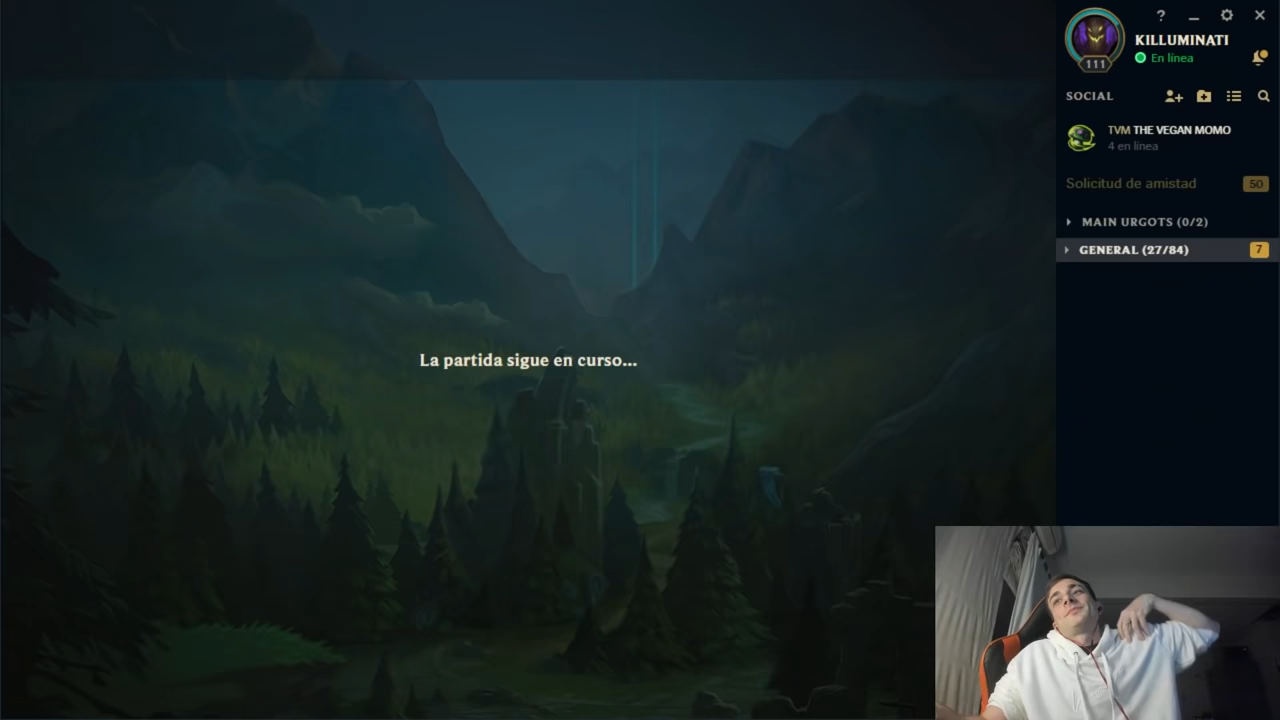 ?
KILLUMINATI
111
En línea
SOCIAL
TVM THE VEGAN MOMO
4 en línea
Solicitud de amistad 50
MAIN URGOTS (0/2)
GENERAL (27/84) 7
La partida sigue en curso...